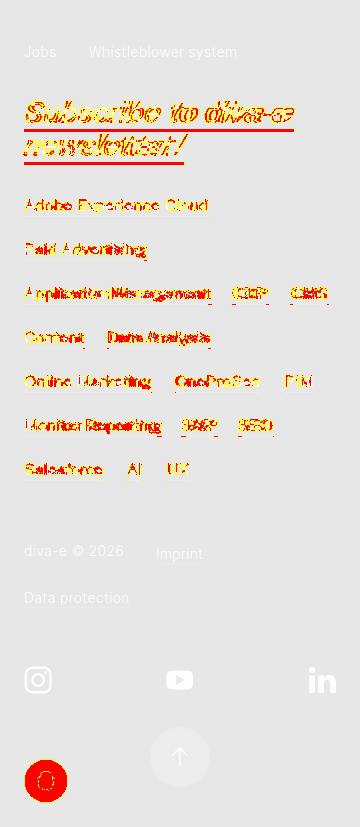 Jobs Whistleblower system
Subscribe to diva-e
newsletter!
Adobe Experience Cloud
Paid Advertising
Application Management CDP CMS
Content Data Analysis
Online Marketing OneProSec PIM
Monitor Reporting SAP SEO
Salesforce AI UX
diva-e © 2026 Imprint
Data protection